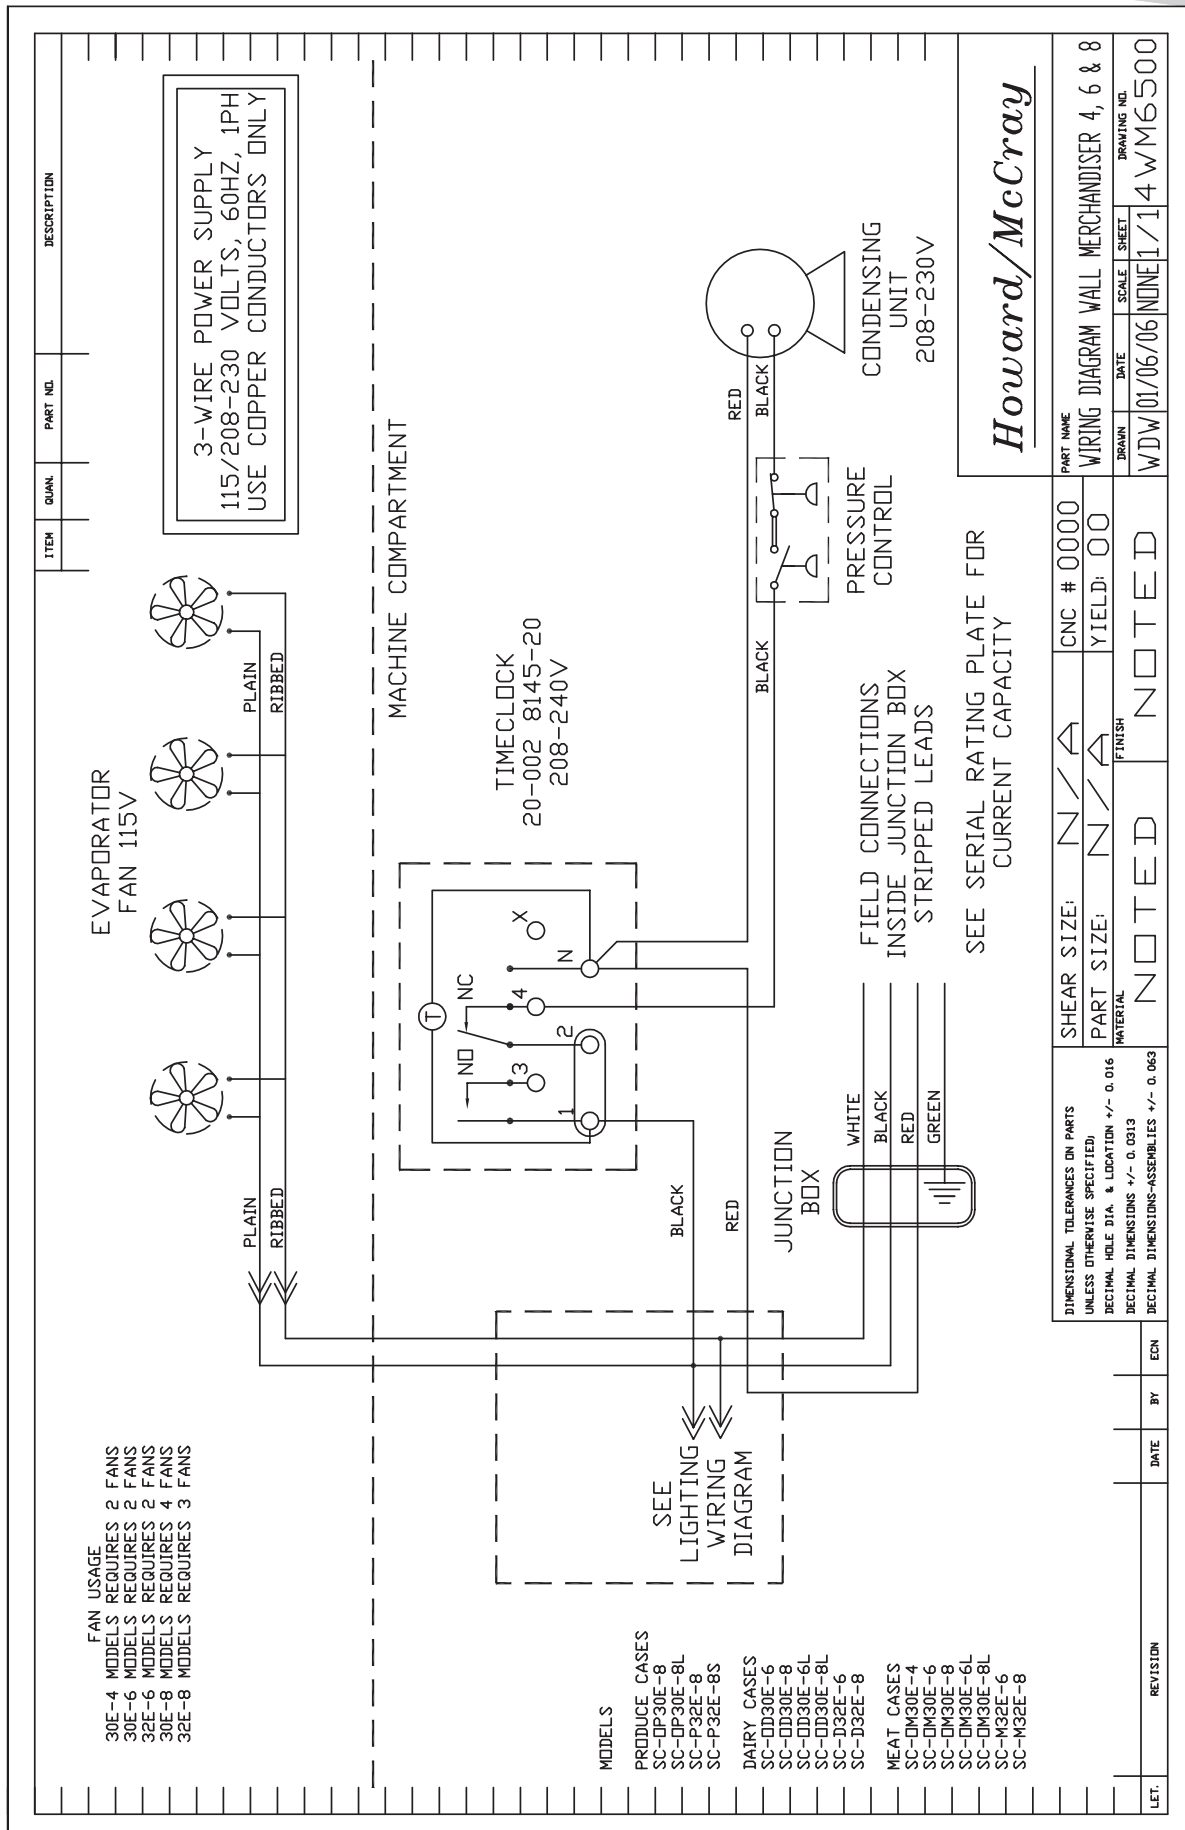 FAN USAGE
30E-4 MODELS REQUIRES 2 FANS
30E-6 MODELS REQUIRES 2 FANS
32E-6 MODELS REQUIRES 2 FANS
30E-8 MODELS REQUIRES 4 FANS
32E-8 MODELS REQUIRES 3 FANS
EVAPORATOR
FAN 115V
PLAIN
RIBBED
PLAIN
RIBBED
ITEM
QUAN.
PART NO.
DESCRIPTION
3-WIRE POWER SUPPLY
115/208-230 VOLTS, 60HZ, 1PH
USE COPPER CONDUCTORS ONLY
MACHINE COMPARTMENT
TIMECLOCK
20-002 8145-20
208-240V
T
NO
NC
X
3
4
N
1
2
BLACK
RED
SEE
LIGHTING
WIRING
DIAGRAM
JUNCTION
BOX
WHITE
BLACK
RED
GREEN
FIELD CONNECTIONS
INSIDE JUNCTION BOX
STRIPPED LEADS
SEE SERIAL RATING PLATE FOR
CURRENT CAPACITY
BLACK
PRESSURE
CONTROL
RED
BLACK
CONDENSING
UNIT
208-230V
MODELS
PRODUCE CASES
SC-OP30E-8
SC-OP30E-8L
SC-P32E-8
SC-P32E-8S
DAIRY CASES
SC-OD30E-6
SC-OD30E-8
SC-OD30E-6L
SC-OD30E-8L
SC-D32E-6
SC-D32E-8
MEAT CASES
SC-OM30E-4
SC-OM30E-6
SC-OM30E-8
SC-OM30E-6L
SC-OM30E-8L
SC-M32E-6
SC-M32E-8
LET.
REVISION
DATE
BY
ECN
DIMENSIONAL TOLERANCES ON PARTS
UNLESS OTHERWISE SPECIFIED;
DECIMAL HOLE DIA. & LOCATION +/- 0.016
DECIMAL DIMENSIONS +/- 0.0313
DECIMAL DIMENSIONS-ASSEMBLIES +/- 0.063
SHEAR SIZE: N/A
PART SIZE: N/A
MATERIAL
NOTED
FINISH
NOTED
CNC # 0000
YIELD: 00
Howard/McCray
PART NAME
WIRING DIAGRAM WALL MERCHANDISER 4, 6 & 8
DRAWN
WDW
DATE
01/06/06
SCALE
NONE
SHEET
1/1
DRAWING NO.
4WM6500